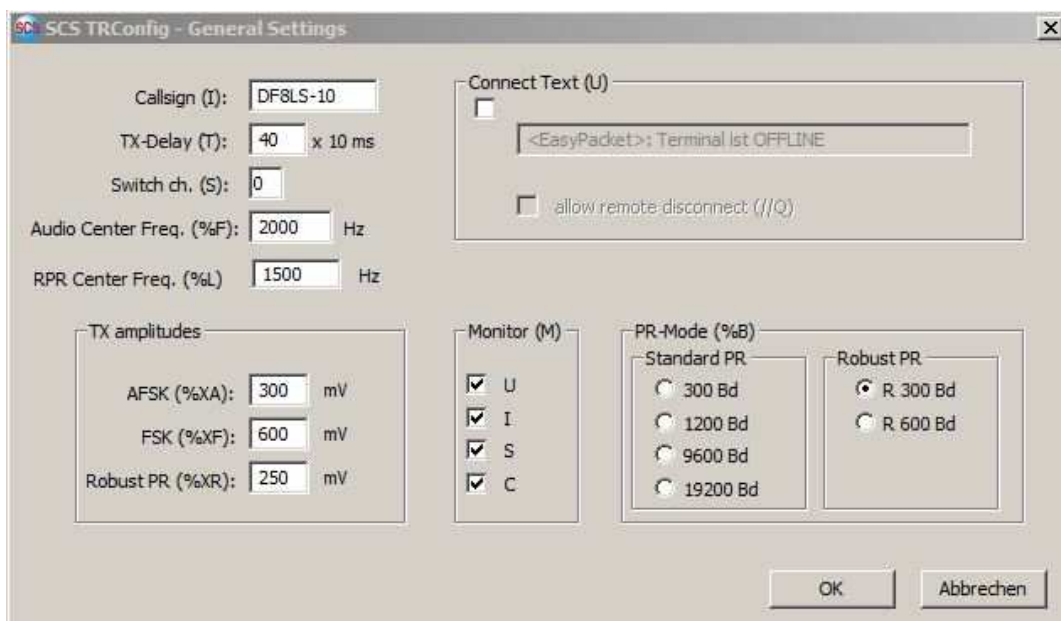 SCS SCS TRConfig - General Settings
Callsign (I): DF8LS-10
TX-Delay (T): 40 x 10 ms
Switch ch. (S): 0
Audio Center Freq. (%F): 2000 Hz
RPR Center Freq. (%L) 1500 Hz
Connect Text (U)
<EasyPacket>: Terminal ist OFFLINE
allow remote disconnect (//Q)
TX amplitudes
AFSK (%XA): 300 mV
FSK (%XF): 600 mV
Robust PR (%XR): 250 mV
Monitor (M)
U
I
S
C
PR-Mode (%B)
Standard PR
300 Bd
1200 Bd
9600 Bd
19200 Bd
Robust PR
R 300 Bd
R 600 Bd
OK
Abbrechen